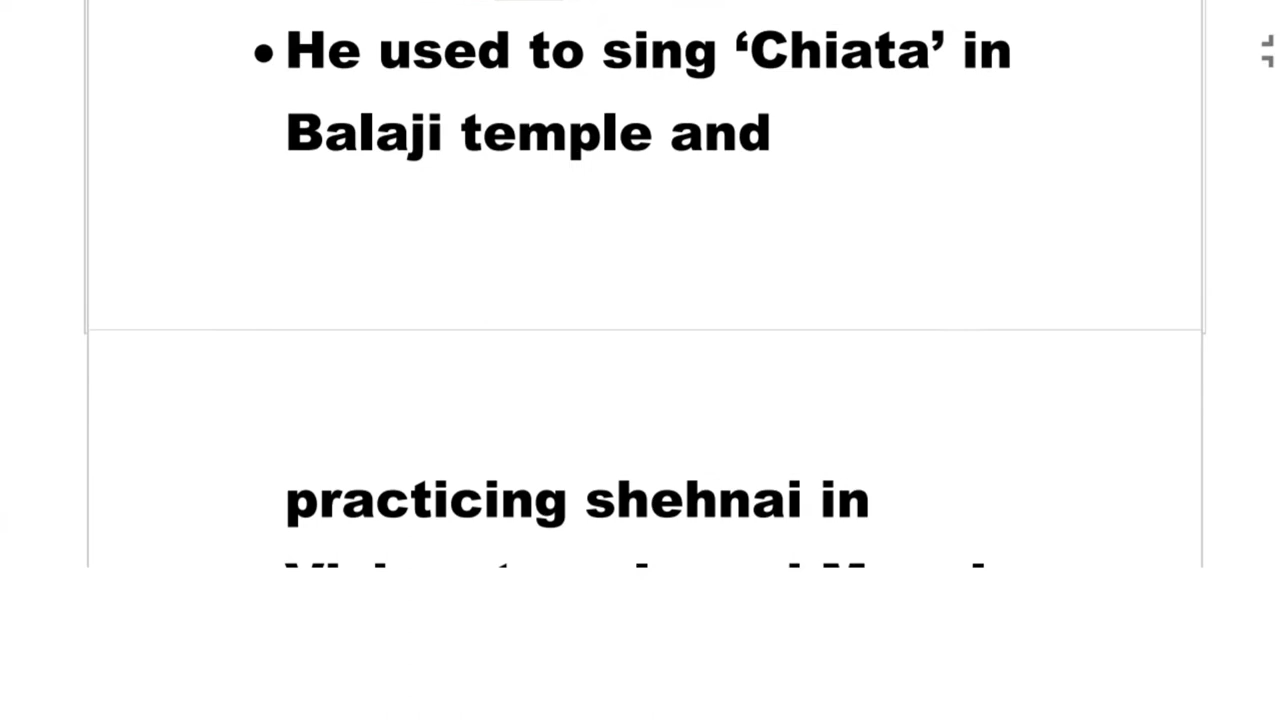 • He used to sing ‘Chiata’ in
Balaji temple and
practicing shehnai in